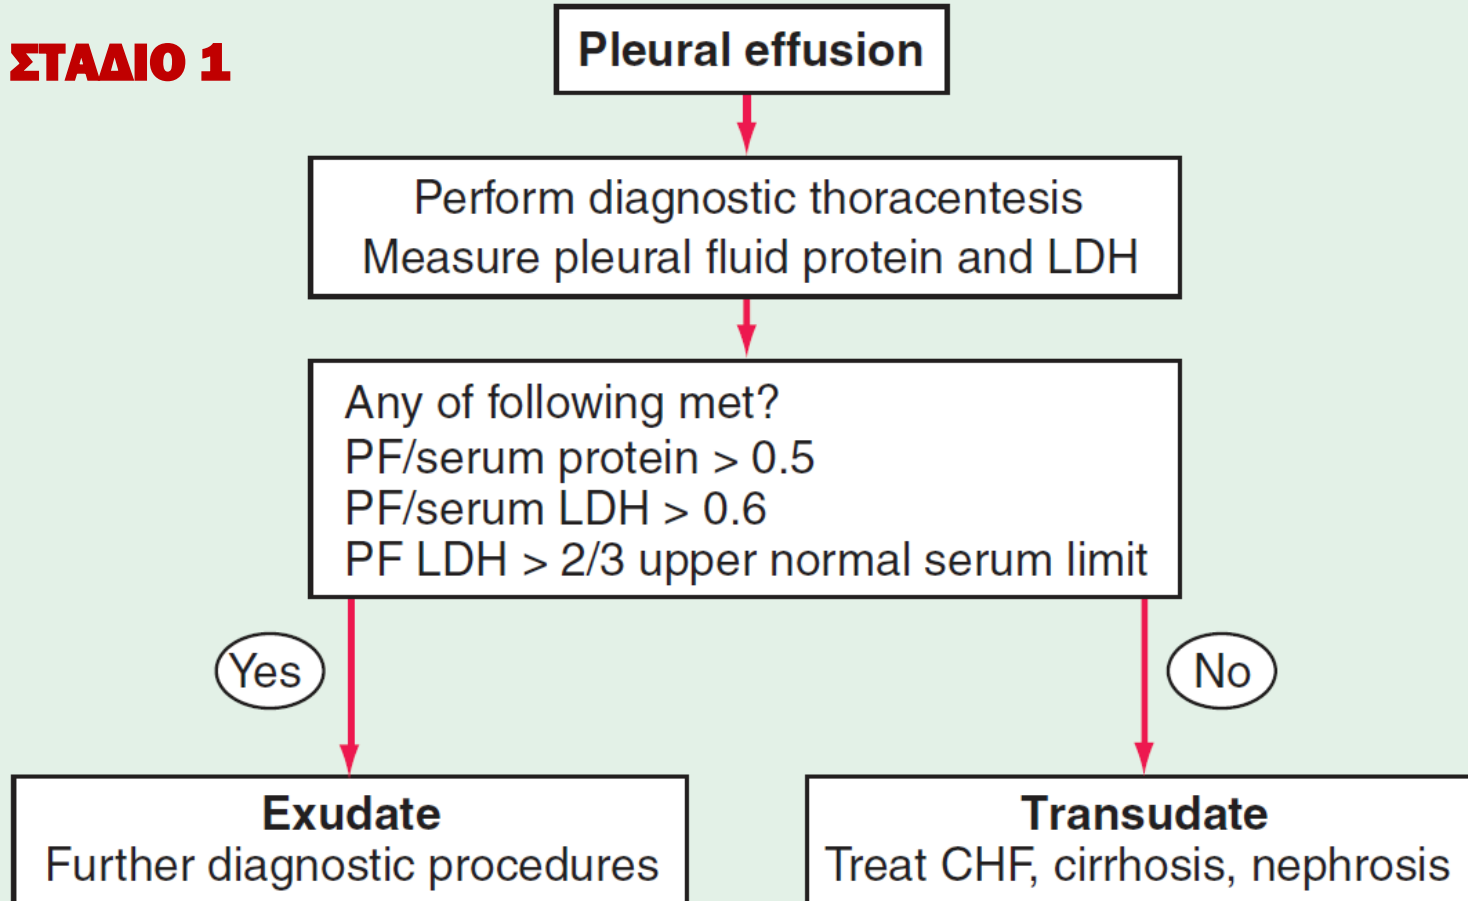 ΣΤΑΔΙΟ 1
Pleural effusion
Perform diagnostic thoracentesis
Measure pleural fluid protein and LDH
Any of following met?
PF/serum protein > 0.5
PF/serum LDH > 0.6
PF LDH > 2/3 upper normal serum limit
Yes
No
Exudate
Further diagnostic procedures
Transudate
Treat CHF, cirrhosis, nephrosis